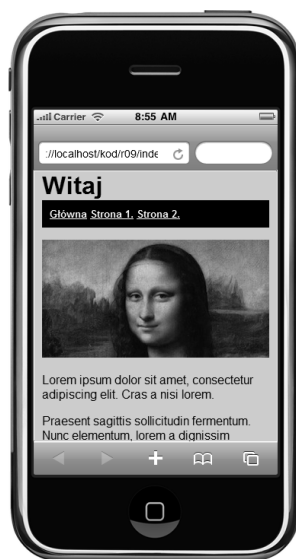 Carrier 8:55 AM
://localhost/kod/r09/inde
Witaj
Główna Strona 1. Strona 2.
Lorem ipsum dolor sit amet, consectetur
adipiscing elit. Cras a nisi lorem.
Praesent sagittis sollicitudin fermentum.
Nunc elementum, lorem a dignissim